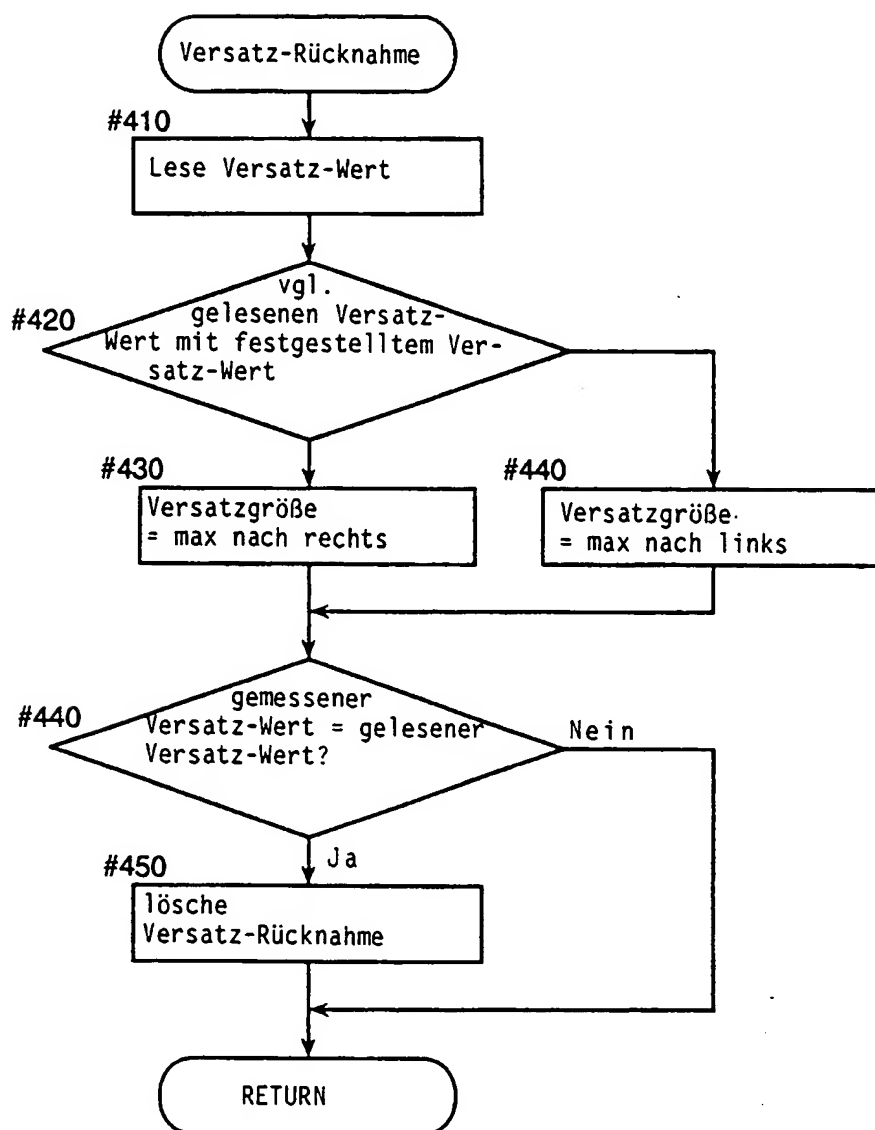 Versatz-Rücknahme
#410
Lese Versatz-Wert
#420
vgl.
gelesenen Versatz-
Wert mit festgestelltem Ver-
satz-Wert
#430
Versatzgröße
= max nach rechts
#440
Versatzgröße
= max nach links
#440
gemessener
Versatz-Wert = gelesener
Versatz-Wert?
Nein
Ja
#450
lösche
Versatz-Rücknahme
RETURN